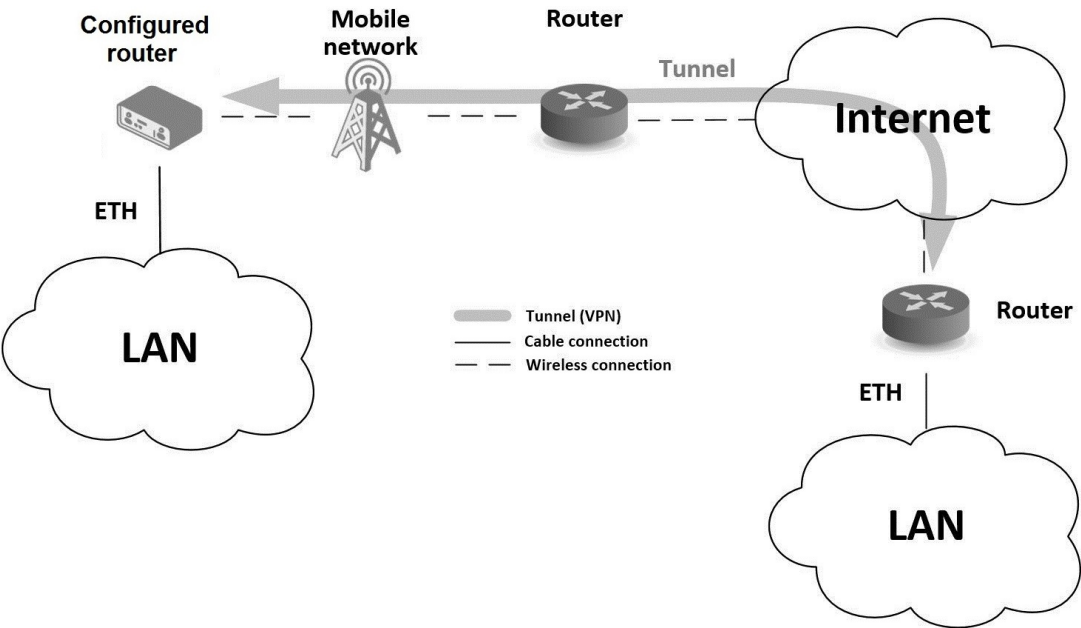 Configured
router
Mobile
network
Router
Tunnel
Internet
ETH
LAN
Tunnel (VPN)
Cable connection
Wireless connection
Router
ETH
LAN